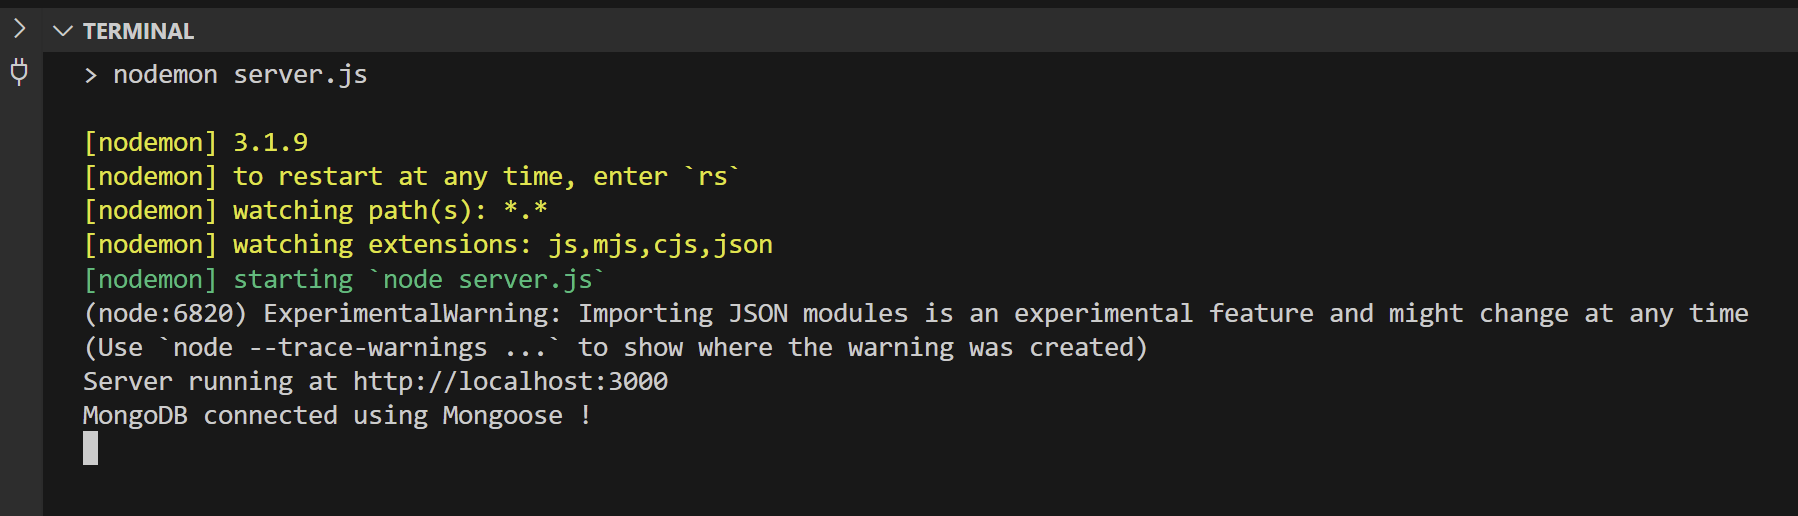 TERMINAL
> nodemon server.js
[nodemon] 3.1.9
[nodemon] to restart at any time, enter `rs`
[nodemon] watching path(s): *.*
[nodemon] watching extensions: js,mjs,cjs,json
[nodemon] starting `node server.js`
(node:6820) ExperimentalWarning: Importing JSON modules is an experimental feature and might change at any time
(Use `node --trace-warnings ...` to show where the warning was created)
Server running at http://localhost:3000
MongoDB connected using Mongoose !